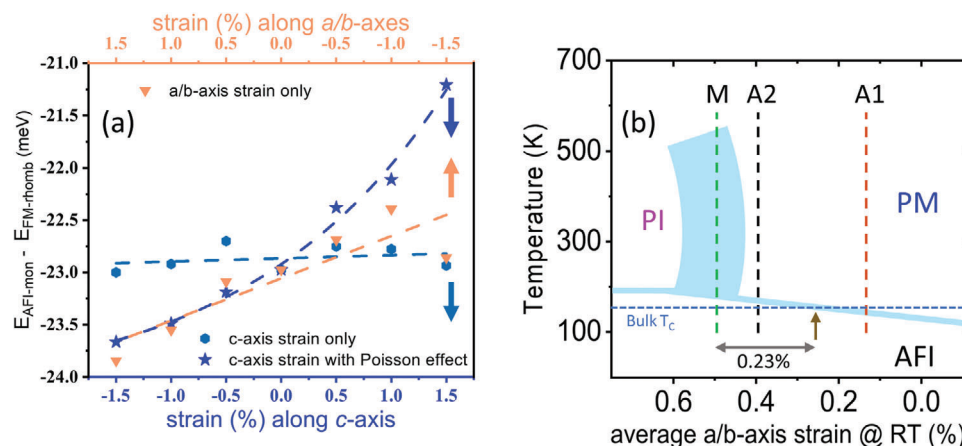 strain (%) along a/b-axes
1.5 1.0 0.5 0.0 -0.5 -1.0 -1.5
(a)
a/b-axis strain only
E_AFI-mon - E_FM-rhomb (meV)
-21.0
-21.5
-22.0
-22.5
-23.0
-23.5
-24.0
c-axis strain only
c-axis strain with Poisson effect
-1.5 -1.0 -0.5 0.0 0.5 1.0 1.5
strain (%) along c-axis
(b)
M A2 A1
Temperature (K)
700
500
300
100
PI
PM
Bulk T_C
0.23%
AFI
0.6 0.4 0.2 0.0
average a/b-axis strain @ RT (%)